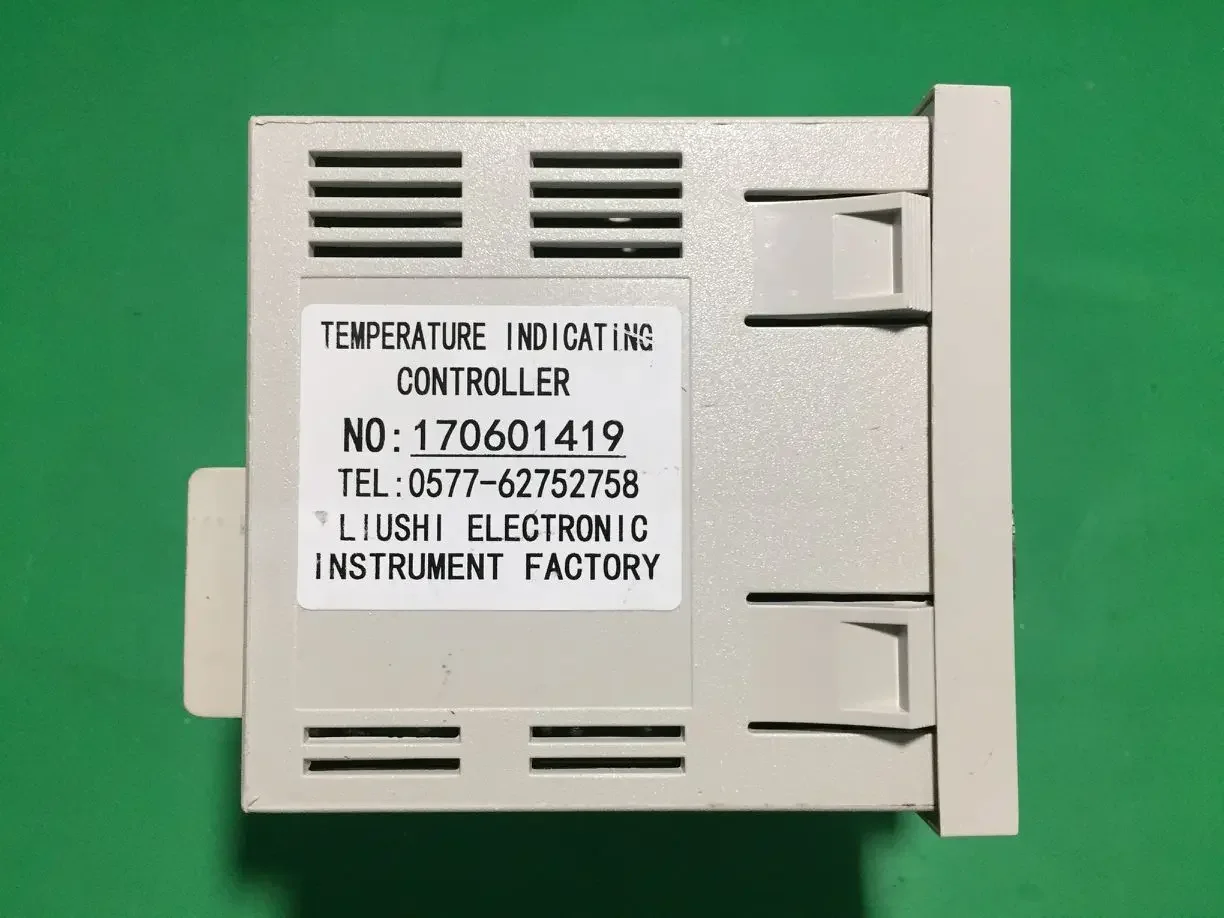 TEMPERATURE INDICATING
CONTROLLER
NO:170601419
TEL:0577-62752758
LIUSHI ELECTRONIC
INSTRUMENT FACTORY